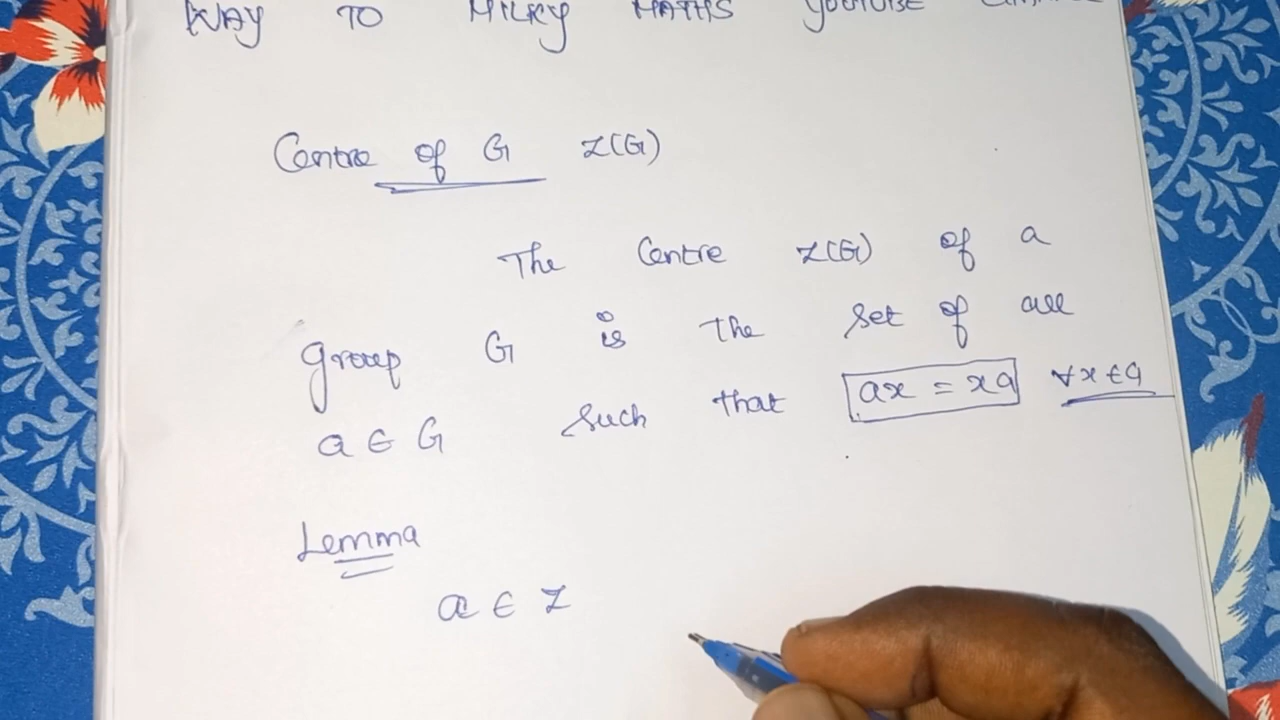 WAY TO MILKY MATHS YOUTUBE
Centre of G Z(G)
The Centre Z(G) of a
group G is the set of all
a ∈ G such that ax = xa ∀x∈G
Lemma
a ∈ Z